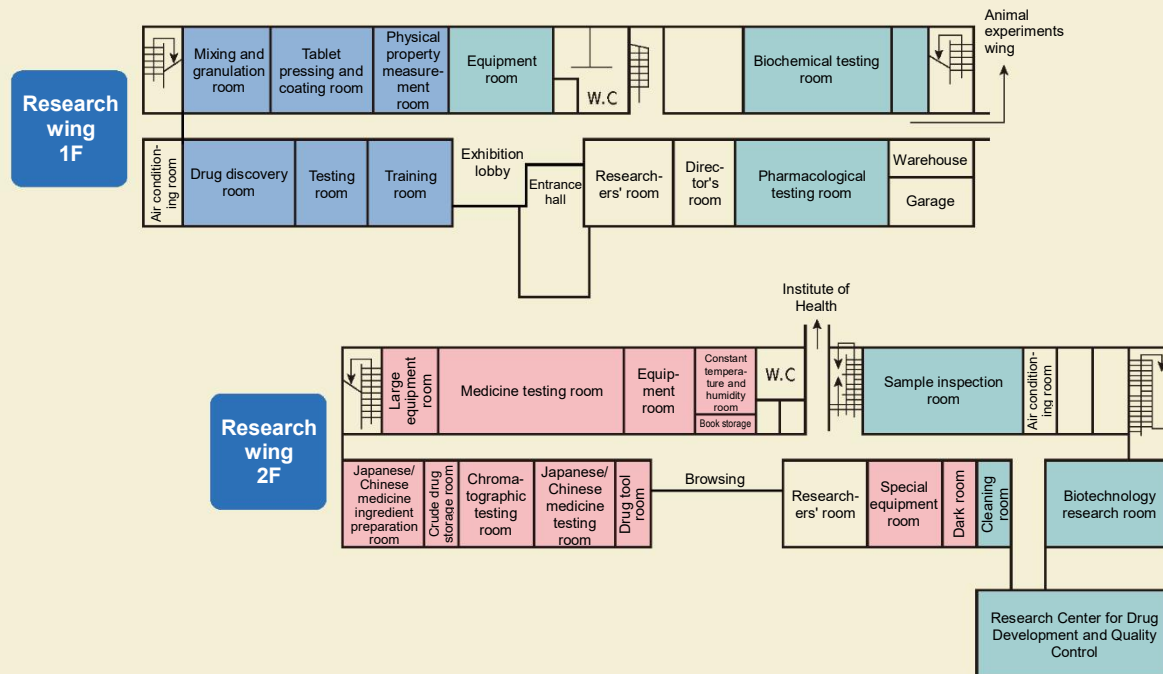 Research
wing
1F
Mixing and
granulation
room
Tablet
pressing and
coating room
Physical
property
measure-
ment
room
Equipment
room
W.C
Biochemical testing
room
Animal
experiments
wing
Air condition-
ing room
Drug discovery
room
Testing
room
Training
room
Exhibition
lobby
Entrance
hall
Research-
ers' room
Direc-
tor's
room
Pharmacological
testing room
Warehouse
Garage
Research
wing
2F
Institute of
Health
Large
equipment
room
Medicine testing room
Equip-
ment
room
Constant
tempera-
ture and
humidity
room
Book storage
W.C
Sample inspection
room
Air condition-
ing room
Japanese/
Chinese
medicine
ingredient
preparation
room
Crude drug
storage room
Chroma-
tographic
testing
room
Japanese/
Chinese
medicine
testing
room
Drug tool
room
Browsing
Research-
ers' room
Special
equipment
room
Dark room
Cleaning
room
Biotechnology
research room
Research Center for Drug
Development and Quality
Control